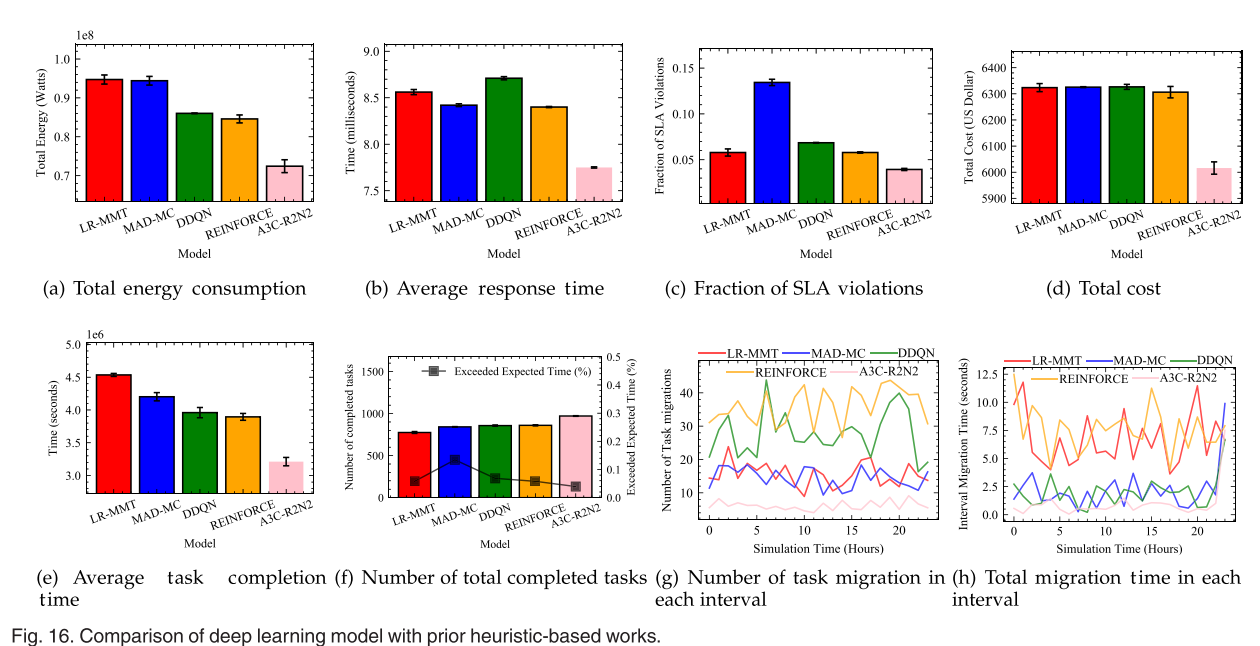 1e8
1.0
0.9
0.8
0.7
Total Energy (Watts)
LR-MMT MAD-MC DDQN REINFORCE A3C-R2N2
Model
(a) Total energy consumption
9.0
8.5
8.0
7.5
Time (milliseconds)
LR-MMT MAD-MC DDQN REINFORCE A3C-R2N2
Model
(b) Average response time
0.15
0.10
0.05
Fraction of SLA Violations
LR-MMT MAD-MC DDQN REINFORCE A3C-R2N2
Model
(c) Fraction of SLA violations
6400
6300
6200
6100
6000
5900
Total Cost (US Dollar)
LR-MMT MAD-MC DDQN REINFORCE A3C-R2N2
Model
(d) Total cost
1e6
5.0
4.5
4.0
3.5
3.0
Time (seconds)
LR-MMT MAD-MC DDQN REINFORCE A3C-R2N2
Model
(e) Average task completion
time
Exceeded Expected Time (%)
1500
1000
500
0
Number of completed tasks
0.5
0.4
0.3
0.2
0.1
0.0
Exceeded Expected Time (%)
LR-MMT MAD-MC DDQN REINFORCE A3C-R2N2
Model
(f) Number of total completed tasks
LR-MMT MAD-MC DDQN
REINFORCE A3C-R2N2
40
30
20
10
Number of Task migrations
0 5 10 15 20
Simulation Time (Hours)
(g) Number of task migration in
each interval
LR-MMT MAD-MC DDQN
REINFORCE A3C-R2N2
12.5
10.0
7.5
5.0
2.5
0.0
Interval Migration Time (seconds)
0 5 10 15 20
Simulation Time (Hours)
(h) Total migration time in each
interval
Fig. 16. Comparison of deep learning model with prior heuristic-based works.